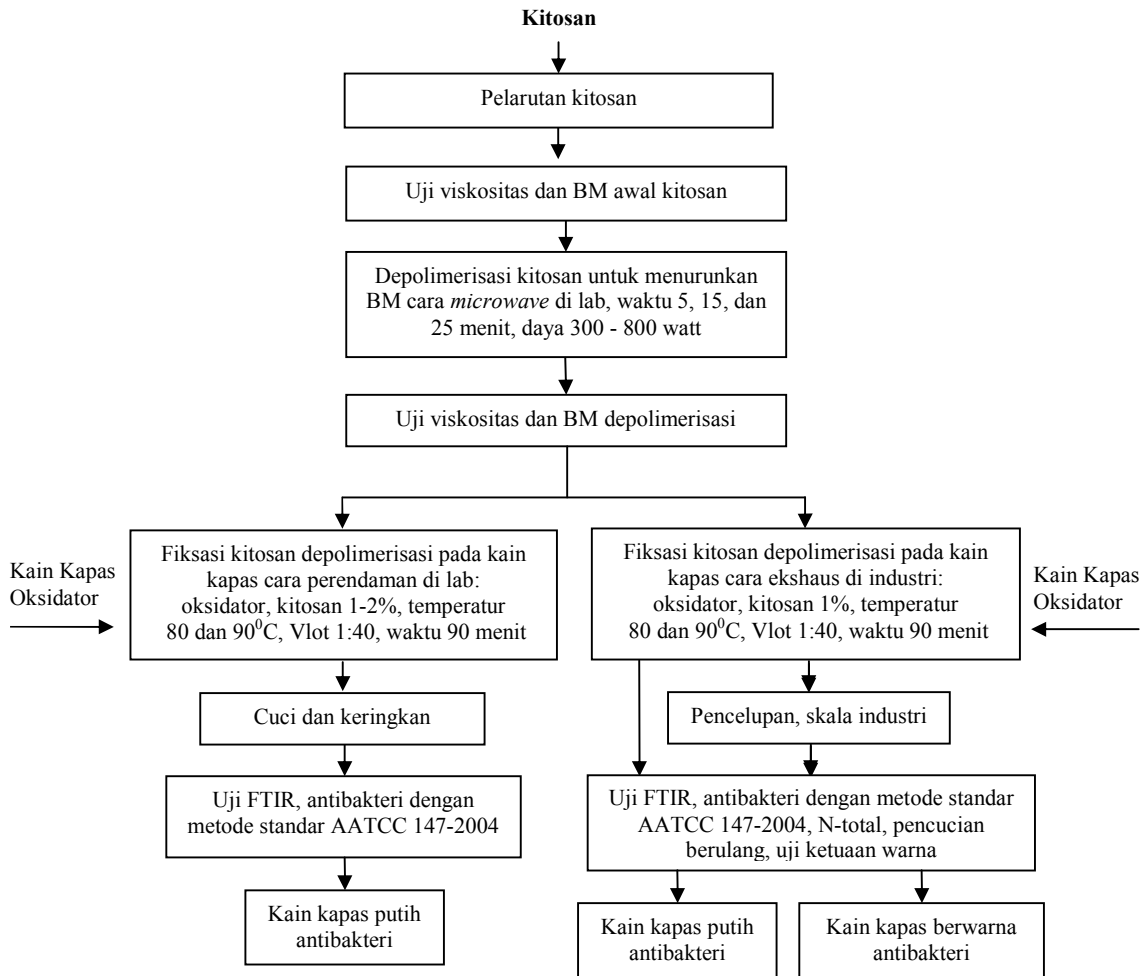 Kitosan
Pelarutan kitosan
Uji viskositas dan BM awal kitosan
Depolimerisasi kitosan untuk menurunkan
BM cara microwave di lab, waktu 5, 15, dan
25 menit, daya 300 - 800 watt
Uji viskositas dan BM depolimerisasi
Kain Kapas
Oksidator
Fiksasi kitosan depolimerisasi pada kain
kapas cara perendaman di lab:
oksidator, kitosan 1-2%, temperatur
80 dan 90⁰C, Vlot 1:40, waktu 90 menit
Fiksasi kitosan depolimerisasi pada kain
kapas cara ekshaus di industri:
oksidator, kitosan 1%, temperatur
80 dan 90⁰C, Vlot 1:40, waktu 90 menit
Kain Kapas
Oksidator
Cuci dan keringkan
Pencelupan, skala industri
Uji FTIR, antibakteri dengan
metode standar AATCC 147-2004
Uji FTIR, antibakteri dengan metode standar
AATCC 147-2004, N-total, pencucian
berulang, uji ketuaan warna
Kain kapas putih
antibakteri
Kain kapas putih
antibakteri
Kain kapas berwarna
antibakteri